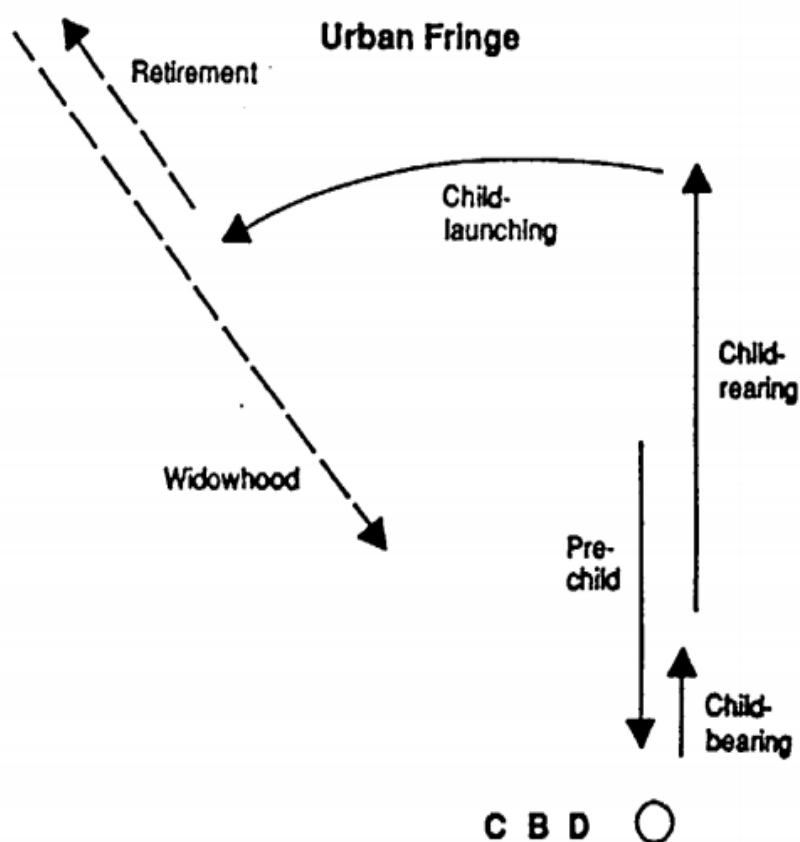 Urban Fringe
Retirement
Child-
launching
Child-
rearing
Widowhood
Pre-
child
Child-
bearing
C B D